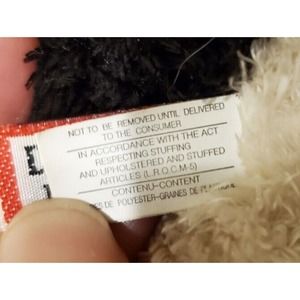 NOT TO BE REMOVED UNTIL DELIVERED
TO THE CONSUMER
IN ACCORDANCE WITH THE ACT
RESPECTING STUFFING
AND UPHOLSTERED AND STUFFED
ARTICLES (L.R.O.C.M-5)
CONTENU-CONTENT
DE POLYESTER-GRAINES DE